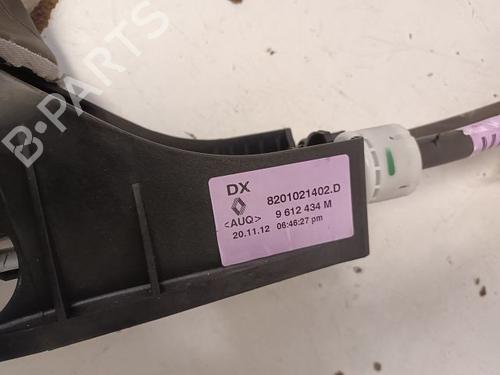 B-PARTS
DX
8201021402.D
<AUQ> 9 612 434 M
20.11.12 06:46:27 pm